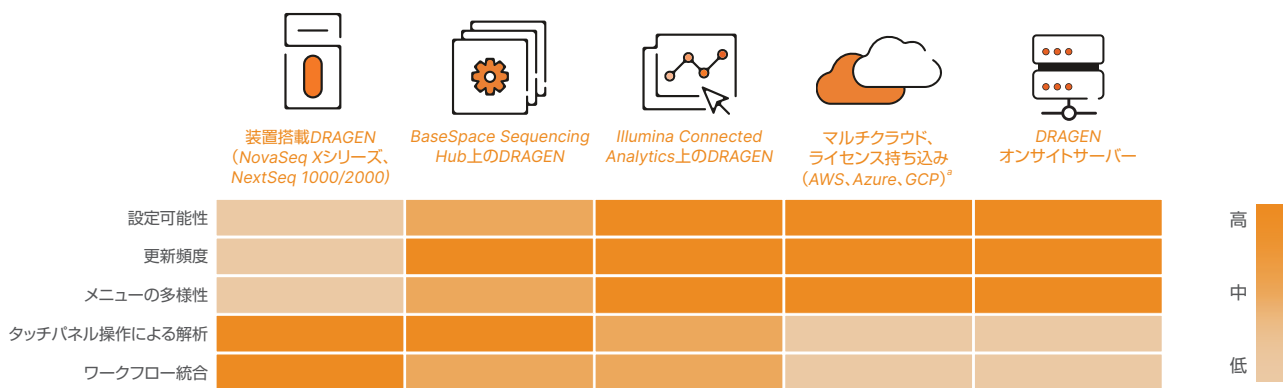 装置搭載DRAGEN
（NovaSeq Xシリーズ、
NextSeq 1000/2000）
BaseSpace Sequencing
Hub上のDRAGEN
Illumina Connected
Analytics上のDRAGEN
マルチクラウド、
ライセンス持ち込み
（AWS、Azure、GCP）a
DRAGEN
オンサイトサーバー
設定可能性
更新頻度
メニューの多様性
タッチパネル操作による解析
ワークフロー統合
高
中
低